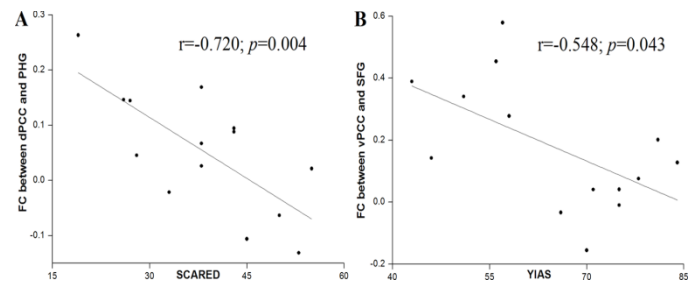 A
r=-0.720; p=0.004
FC between dPCC and PHG
0.3
0.2
0.1
0.0
-0.1
15
30
45
60
SCARED
B
r=-0.548; p=0.043
FC between vPCC and SFG
0.6
0.4
0.2
0.0
-0.2
40
55
70
85
YIAS